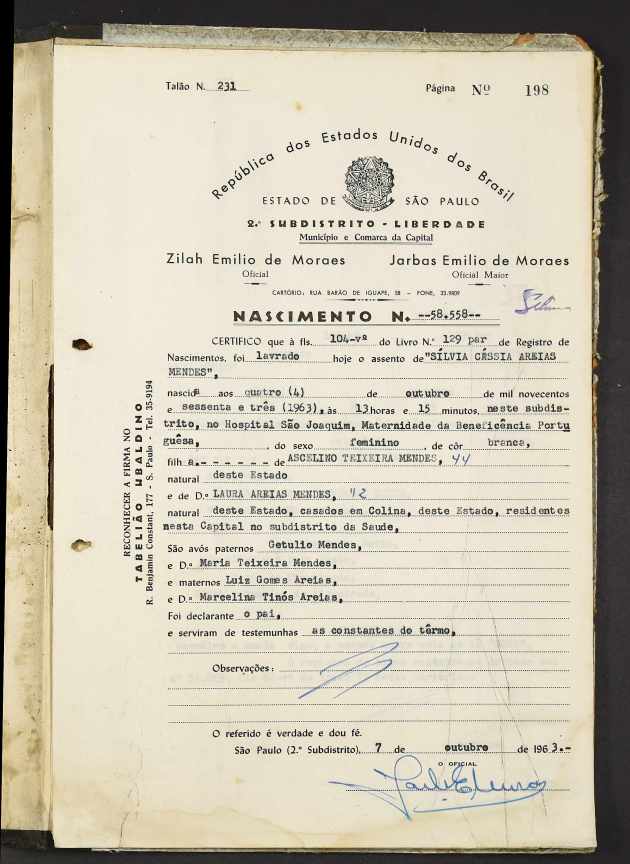 Talão N. 231 Página Nº 198
República dos Estados Unidos dos Brasil
ESTADO DE SÃO PAULO
2.º SUBDISTRITO - LIBERDADE
Município e Comarca da Capital
Zilah Emilio de Moraes Jarbas Emilio de Moraes
Oficial Oficial Maior
CARTÓRIO: RUA BARÃO DE IGUAPE, 58 - FONE, 33.9809
NASCIMENTO N. --58.558--
CERTIFICO que à fls. 104-vª do Livro N.º 129 par de Registro de
Nascimentos, foi lavrado hoje o assento de "SÍLVIA CÁSSIA AREIAS
MENDES",
nascida aos quatro (4) de outubro de mil novecentos
e sessenta e três (1963), às 13 horas e 15 minutos, neste subdis-
trito, no Hospital São Joaquim, Maternidade da Beneficência Portu
guêsa, do sexo feminino, de côr branca,
filh a.- - - - - - de ASCELINO TEIXEIRA MENDES, 44
natural deste Estado
e de D.ª LAURA AREIAS MENDES, 42
natural deste Estado, casados em Colina, deste Estado, residentes
nesta Capital no subdistrito da Saude,
São avós paternos Getulio Mendes,
e D.ª Maria Teixeira Mendes,
e maternos Luiz Gomes Areias,
e D.ª Marcelina Tinós Areias,
Foi declarante o pai,
e serviram de testemunhas as constantes do têrmo,
Observações:
O referido é verdade e dou fé.
São Paulo (2.º Subdistrito), 7 de outubro de 1963.-
O OFICIAL
RECONHECER A FIRMA NO
TABELIÃO UBALDINO
R. Benjamin Constant, 177 - S. Paulo - Tel. 35-9194